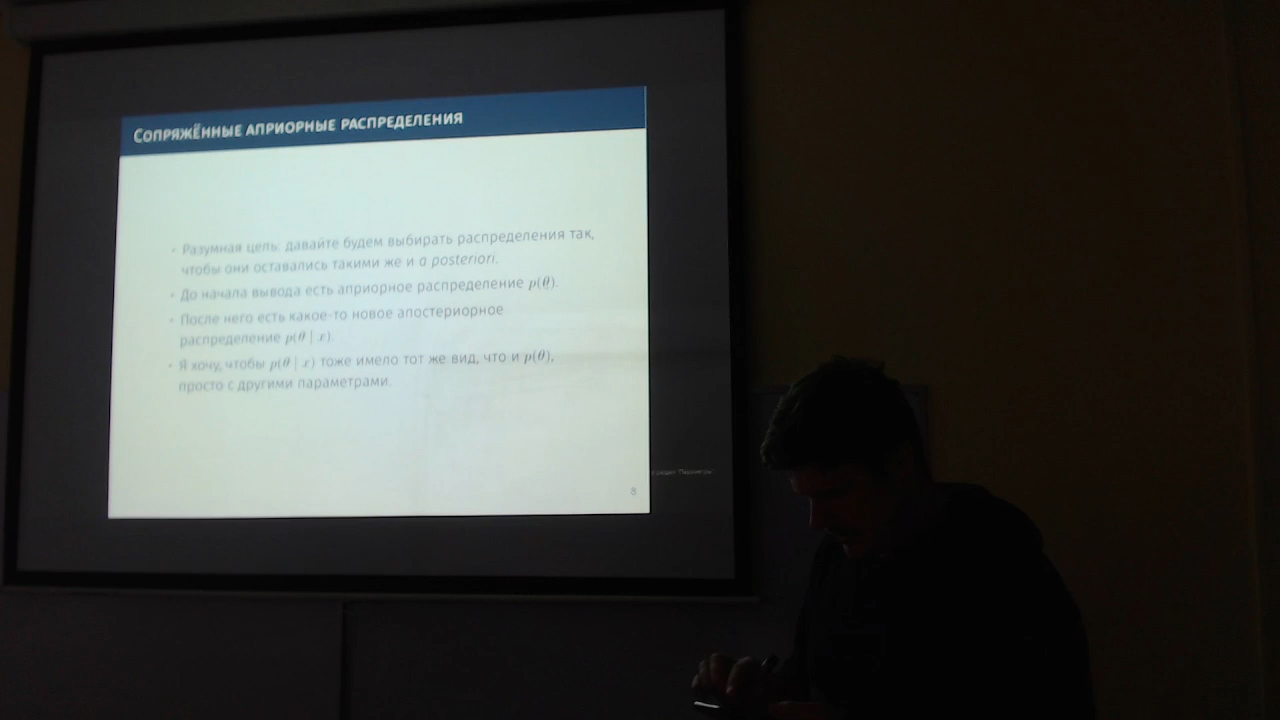 Сопряжённые априорные распределения
• Разумная цель: давайте будем выбирать распределения так,
чтобы они оставались такими же и a posteriori.
• До начала вывода есть априорное распределение p(θ).
• После него есть какое-то новое апостериорное
распределение p(θ | x).
• Я хочу, чтобы p(θ | x) тоже имело тот же вид, что и p(θ),
просто с другими параметрами.
8